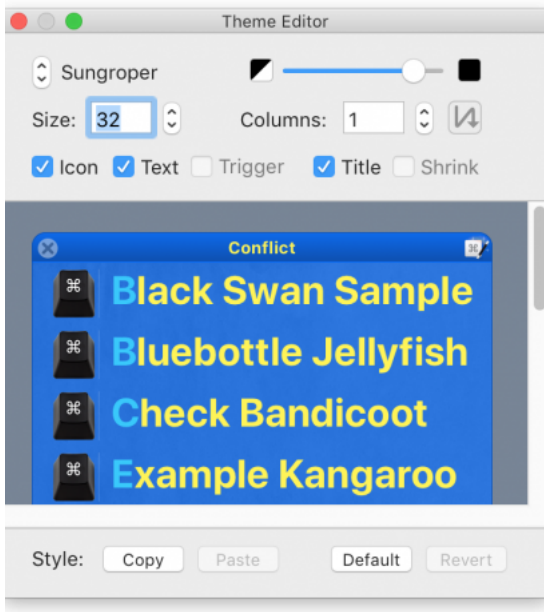 Theme Editor
Sungroper
Size: 32 Columns: 1
Icon Text Trigger Title Shrink
Conflict
⌘ Black Swan Sample
⌘ Bluebottle Jellyfish
⌘ Check Bandicoot
⌘ Example Kangaroo
Style: Copy Paste Default Revert